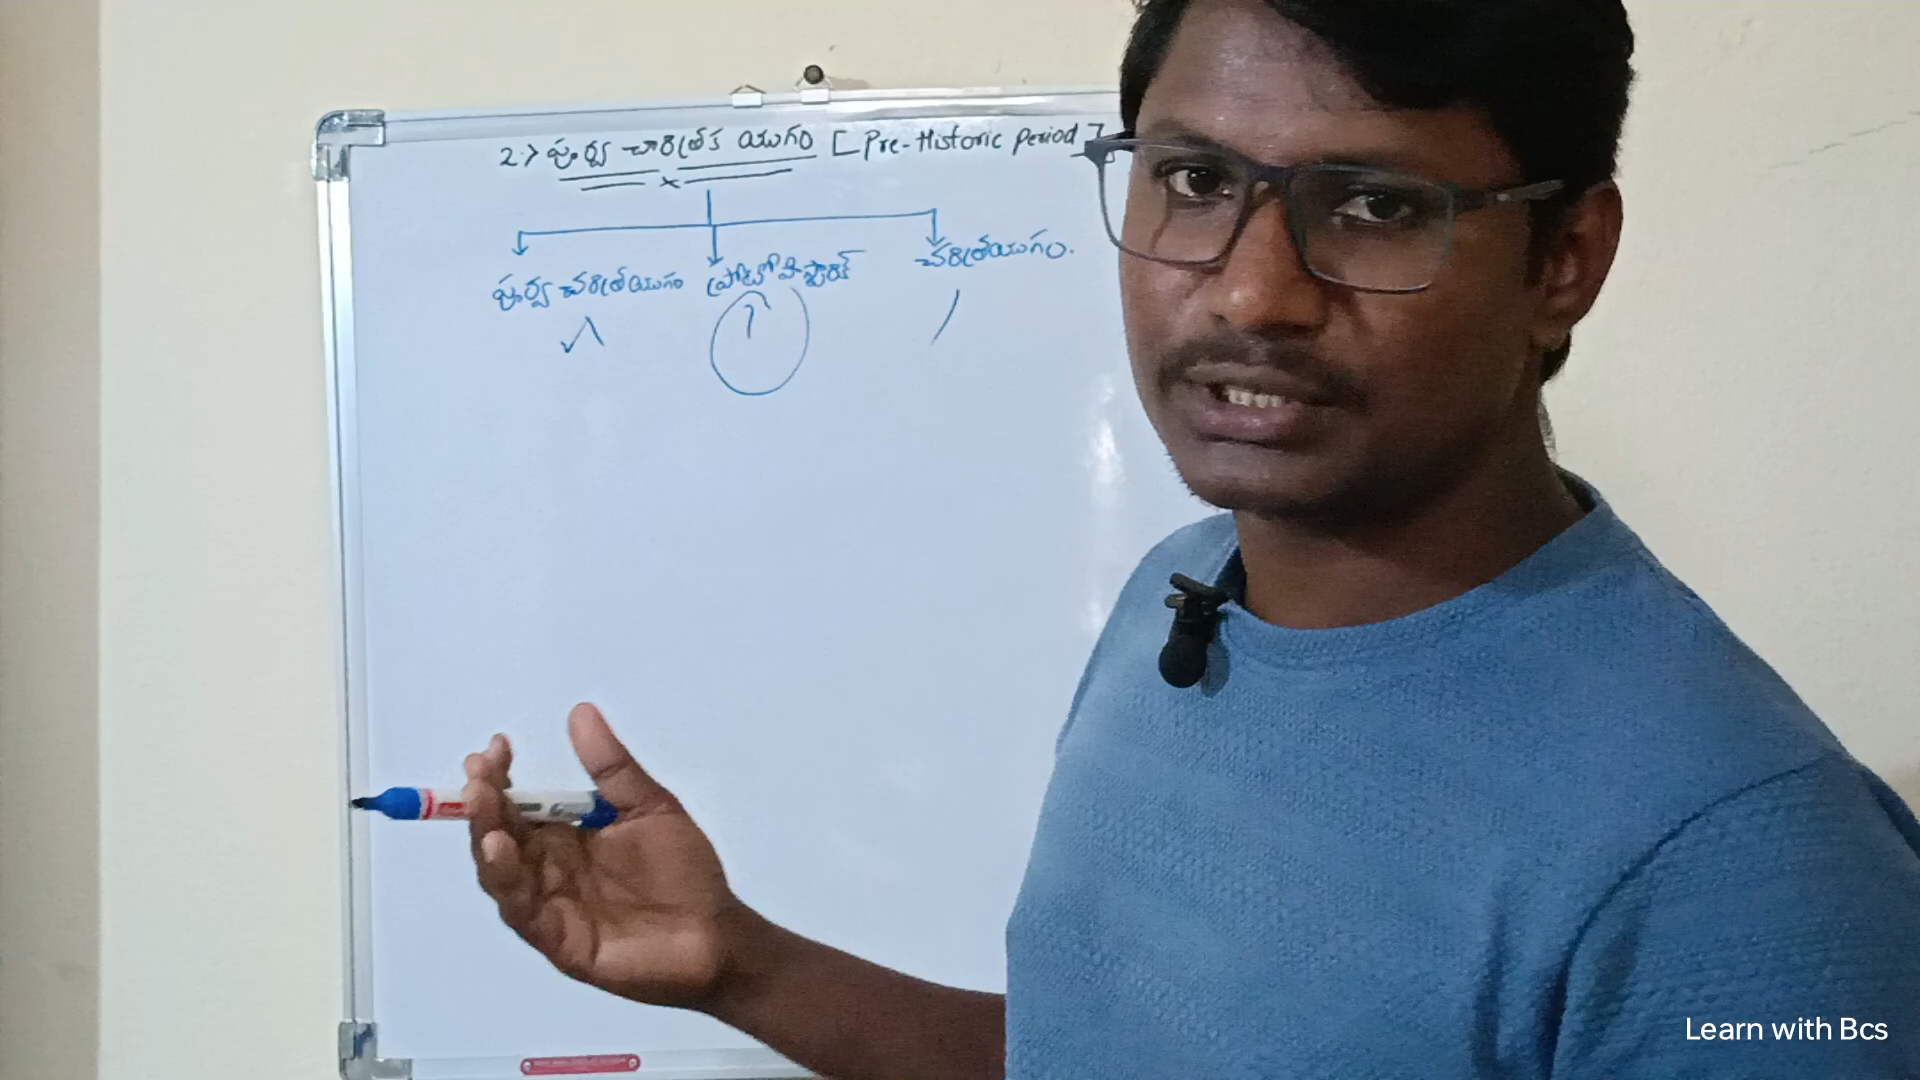 2.> పూర్వ చారిత్రక యుగం [Pre-Historic Period]
పూర్వ చరిత్రయుగం ప్రోటోహిస్టారిక్ చరిత్రయుగం.
Learn with Bcs